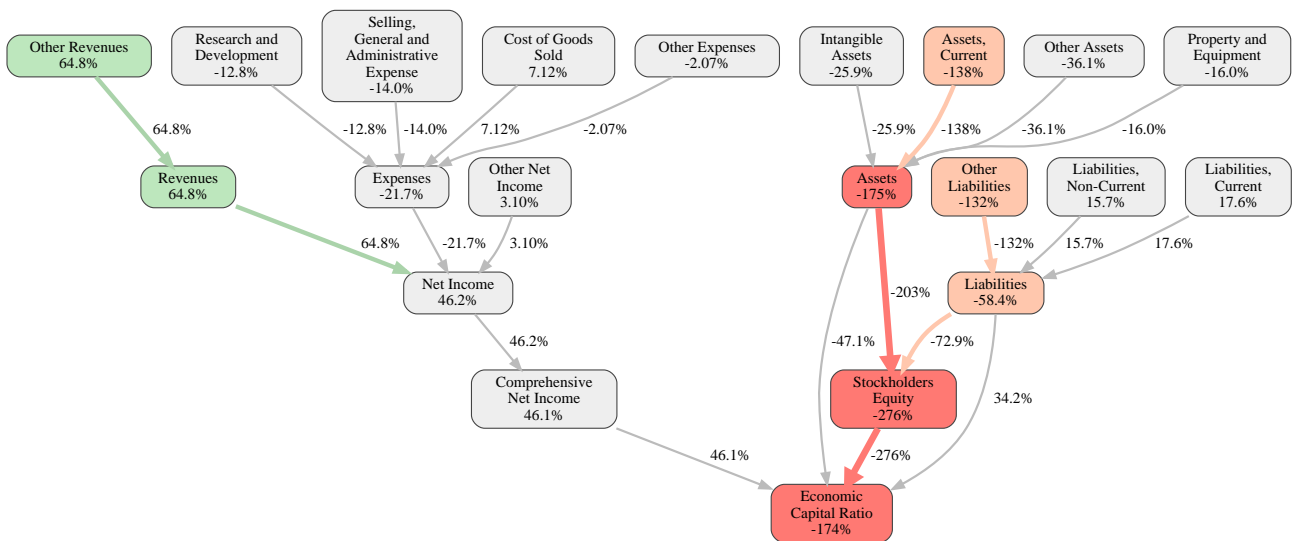 Other Revenues
64.8%
Research and
Development
-12.8%
Selling,
General and
Administrative
Expense
-14.0%
Cost of Goods
Sold
7.12%
Other Expenses
-2.07%
Intangible
Assets
-25.9%
Assets,
Current
-138%
Other Assets
-36.1%
Property and
Equipment
-16.0%
64.8%
-12.8%
-14.0%
7.12%
-2.07%
-25.9%
-138%
-36.1%
-16.0%
Revenues
64.8%
Expenses
-21.7%
Other Net
Income
3.10%
Assets
-175%
Other
Liabilities
-132%
Liabilities,
Non-Current
15.7%
Liabilities,
Current
17.6%
64.8%
-21.7%
3.10%
-132%
15.7%
17.6%
Net Income
46.2%
-203%
Liabilities
-58.4%
46.2%
-47.1%
-72.9%
Comprehensive
Net Income
46.1%
Stockholders
Equity
-276%
34.2%
46.1%
-276%
Economic
Capital Ratio
-174%